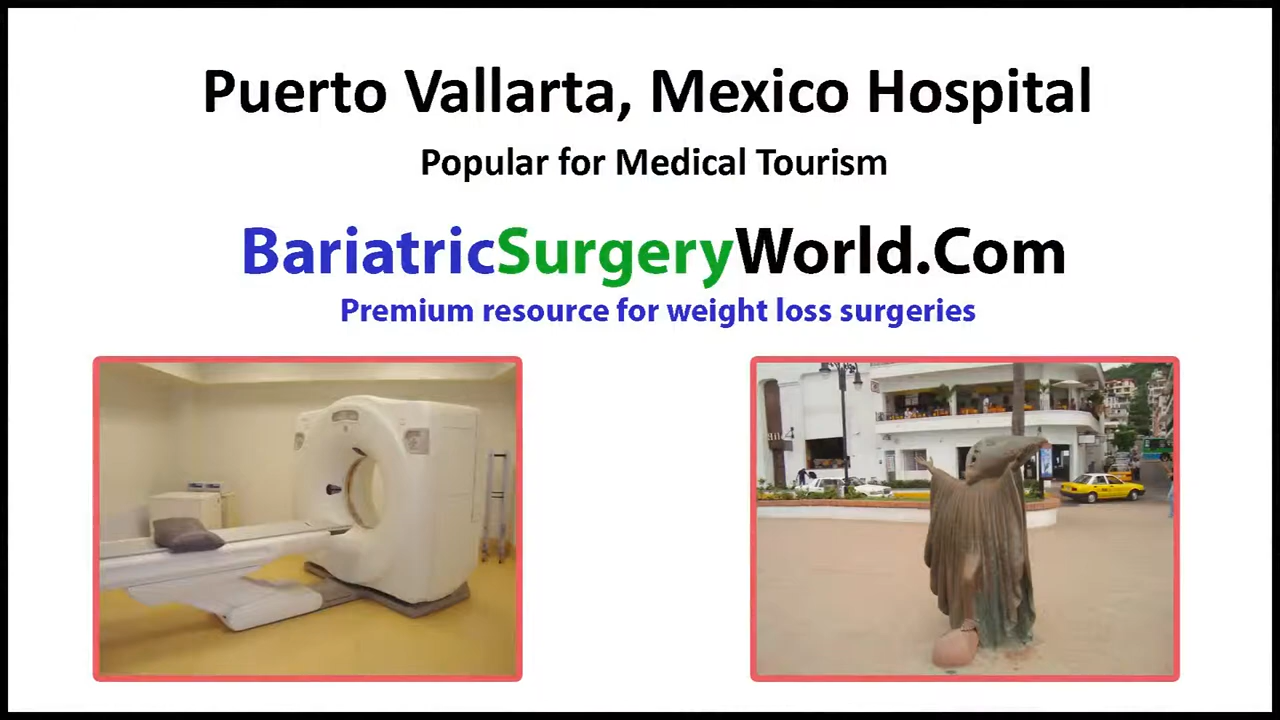 Puerto Vallarta, Mexico Hospital
Popular for Medical Tourism
BariatricSurgeryWorld.Com
Premium resource for weight loss surgeries